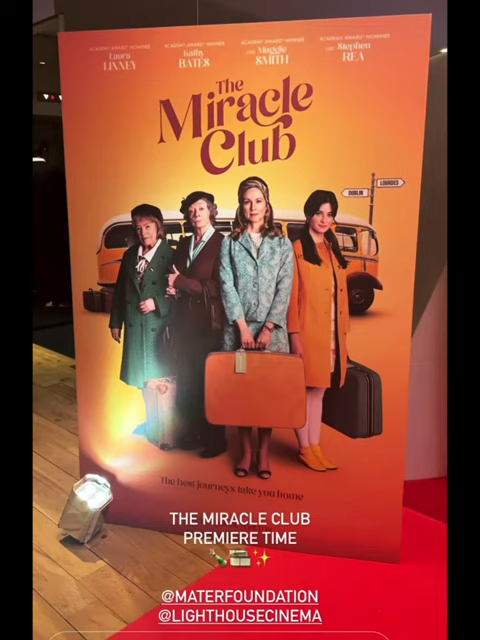 ACADEMY AWARD® NOMINEE
Laura
LINNEY
ACADEMY AWARD® WINNER
Kathy
BATES
ACADEMY AWARD® WINNER
Maggie
SMITH
ACADEMY AWARD® NOMINEE
Stephen
REA
The
Miracle
Club
DUBLIN
LOURDES
The best journeys take you home
THE MIRACLE CLUB
PREMIERE TIME
@MATERFOUNDATION
@LIGHTHOUSECINEMA